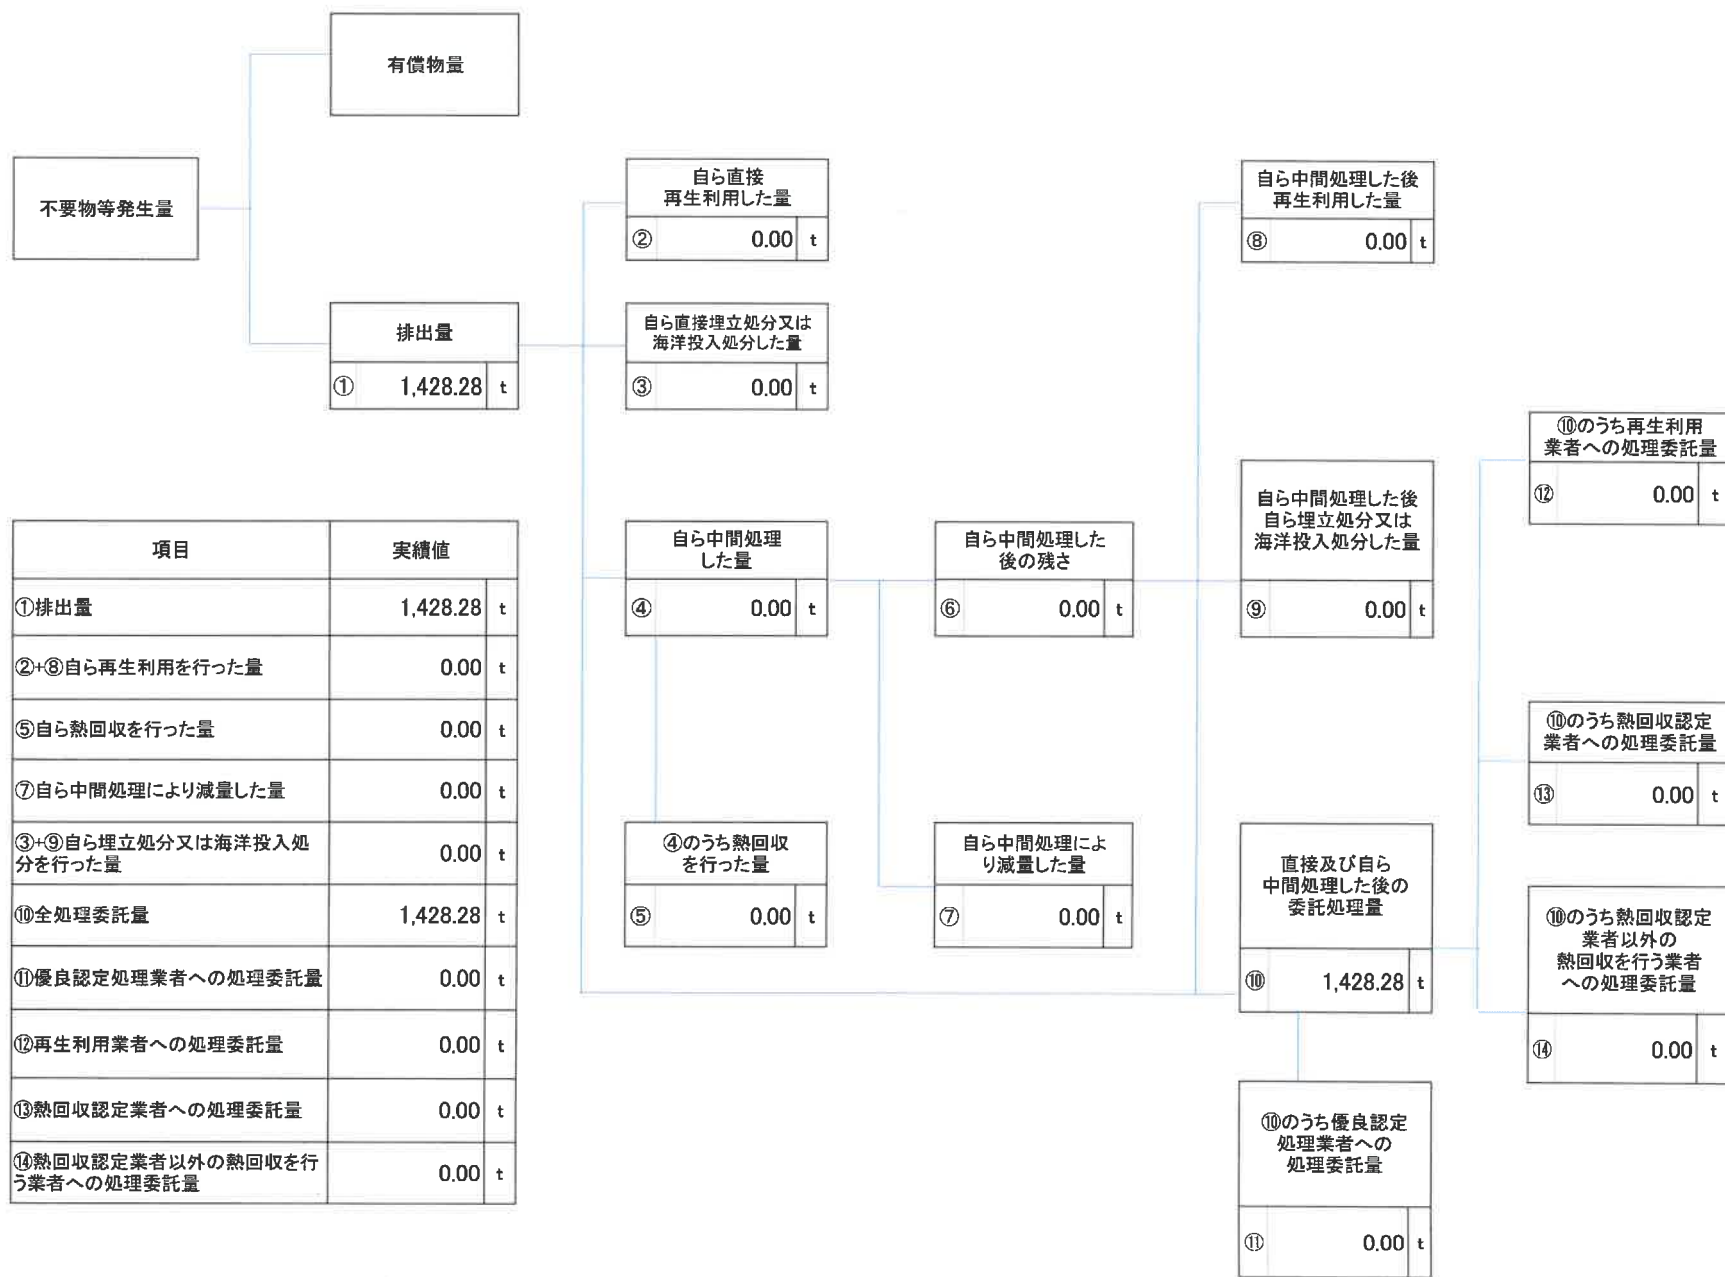 有償物量
不要物等発生量
排出量
① 1,428.28 t
自ら直接
再生利用した量
② 0.00 t
自ら直接埋立処分又は
海洋投入処分した量
③ 0.00 t
自ら中間処理
した量
④ 0.00 t
④のうち熱回収
を行った量
⑤ 0.00 t
自ら中間処理した
後の残さ
⑥ 0.00 t
自ら中間処理によ
り減量した量
⑦ 0.00 t
自ら中間処理した後
再生利用した量
⑧ 0.00 t
自ら中間処理した後
自ら埋立処分又は
海洋投入処分した量
⑨ 0.00 t
直接及び自ら
中間処理した後の
委託処理量
⑩ 1,428.28 t
⑩のうち優良認定
処理業者への
処理委託量
⑪ 0.00 t
⑩のうち再生利用
業者への処理委託量
⑫ 0.00 t
⑩のうち熱回収認定
業者への処理委託量
⑬ 0.00 t
⑩のうち熱回収認定
業者以外の
熱回収を行う業者
への処理委託量
⑭ 0.00 t
項目 実績値
①排出量 1,428.28 t
②+⑧自ら再生利用を行った量 0.00 t
⑤自ら熱回収を行った量 0.00 t
⑦自ら中間処理により減量した量 0.00 t
③+⑨自ら埋立処分又は海洋投入処
分を行った量 0.00 t
⑩全処理委託量 1,428.28 t
⑪優良認定処理業者への処理委託量 0.00 t
⑫再生利用業者への処理委託量 0.00 t
⑬熱回収認定業者への処理委託量 0.00 t
⑭熱回収認定業者以外の熱回収を行
う業者への処理委託量 0.00 t